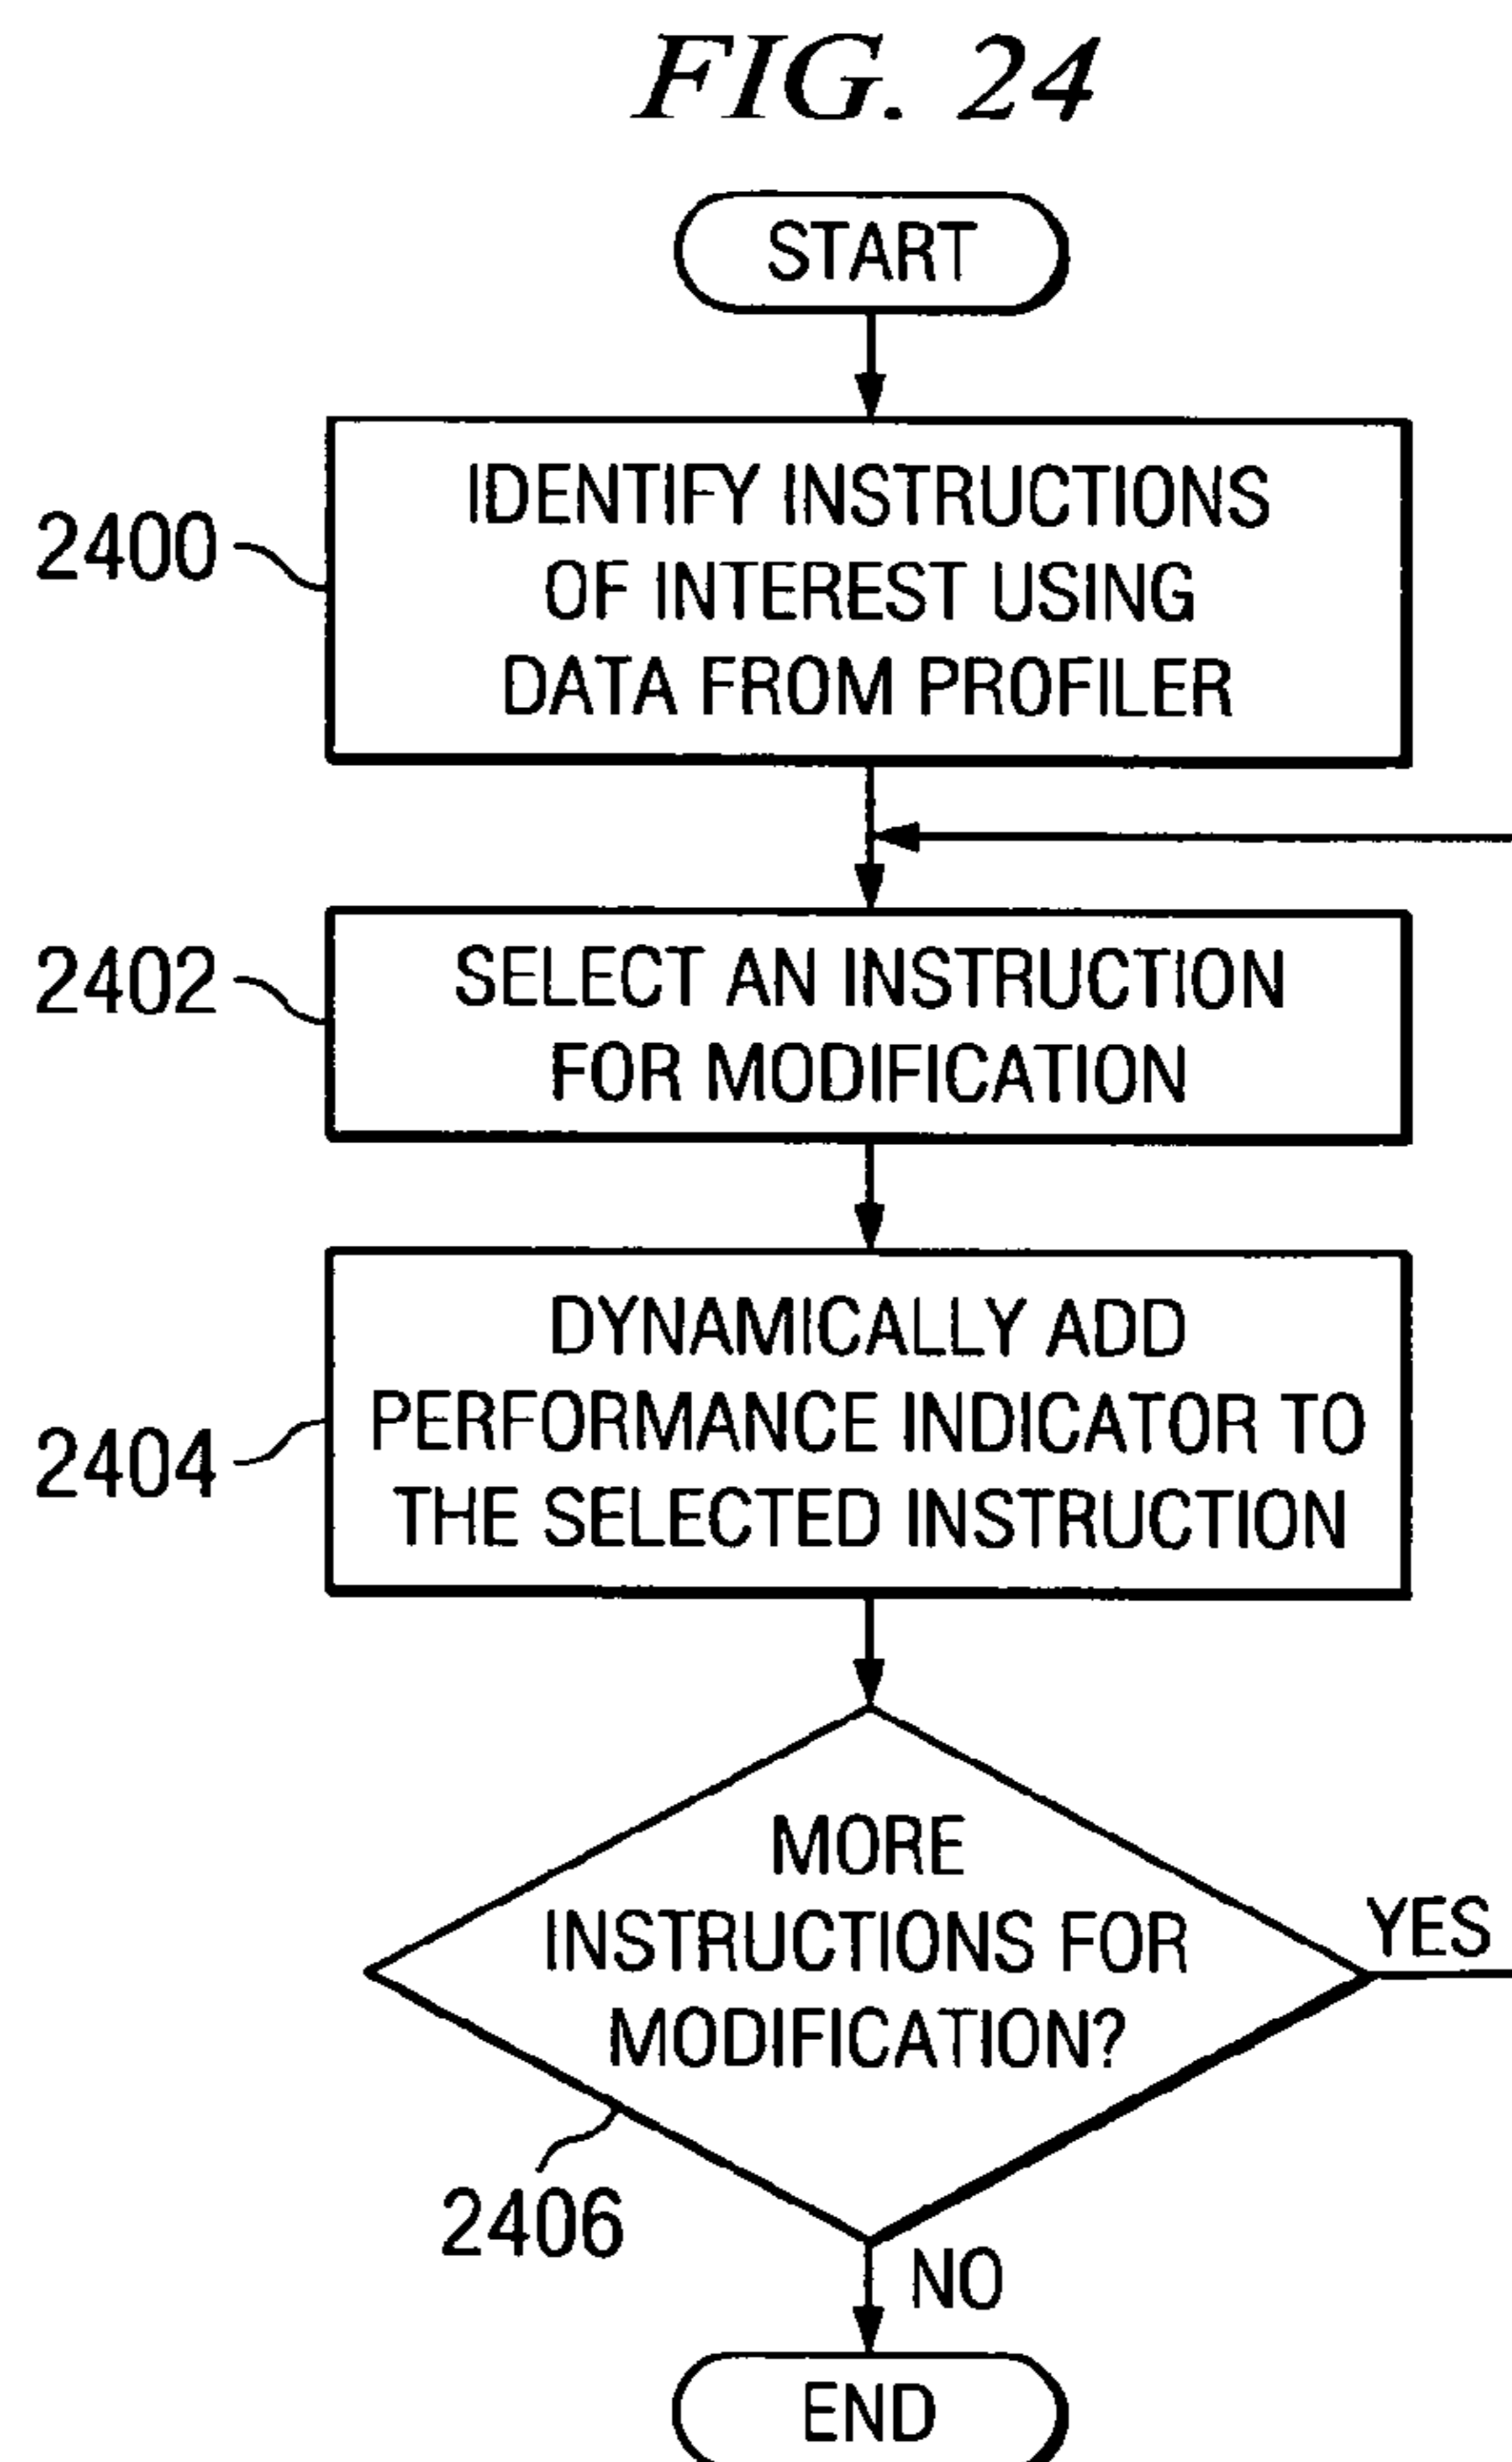 FIG. 24
START
IDENTIFY INSTRUCTIONS
OF INTEREST USING
DATA FROM PROFILER
2400
SELECT AN INSTRUCTION
FOR MODIFICATION
2402
DYNAMICALLY ADD
PERFORMANCE INDICATOR TO
THE SELECTED INSTRUCTION
2404
MORE
INSTRUCTIONS FOR
MODIFICATION?
YES
2406
NO
END